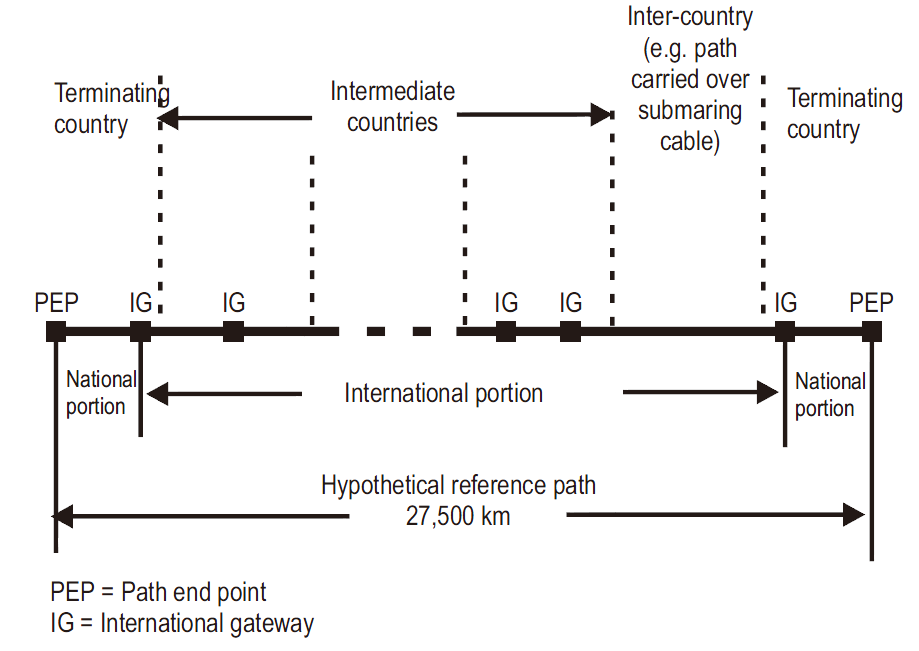 Inter-country
(e.g. path
carried over
submaring
cable)
Terminating
country
Intermediate
countries
Terminating
country
PEP
IG
IG
IG
IG
IG
PEP
National
portion
International portion
National
portion
Hypothetical reference path
27,500 km
PEP = Path end point
IG = International gateway